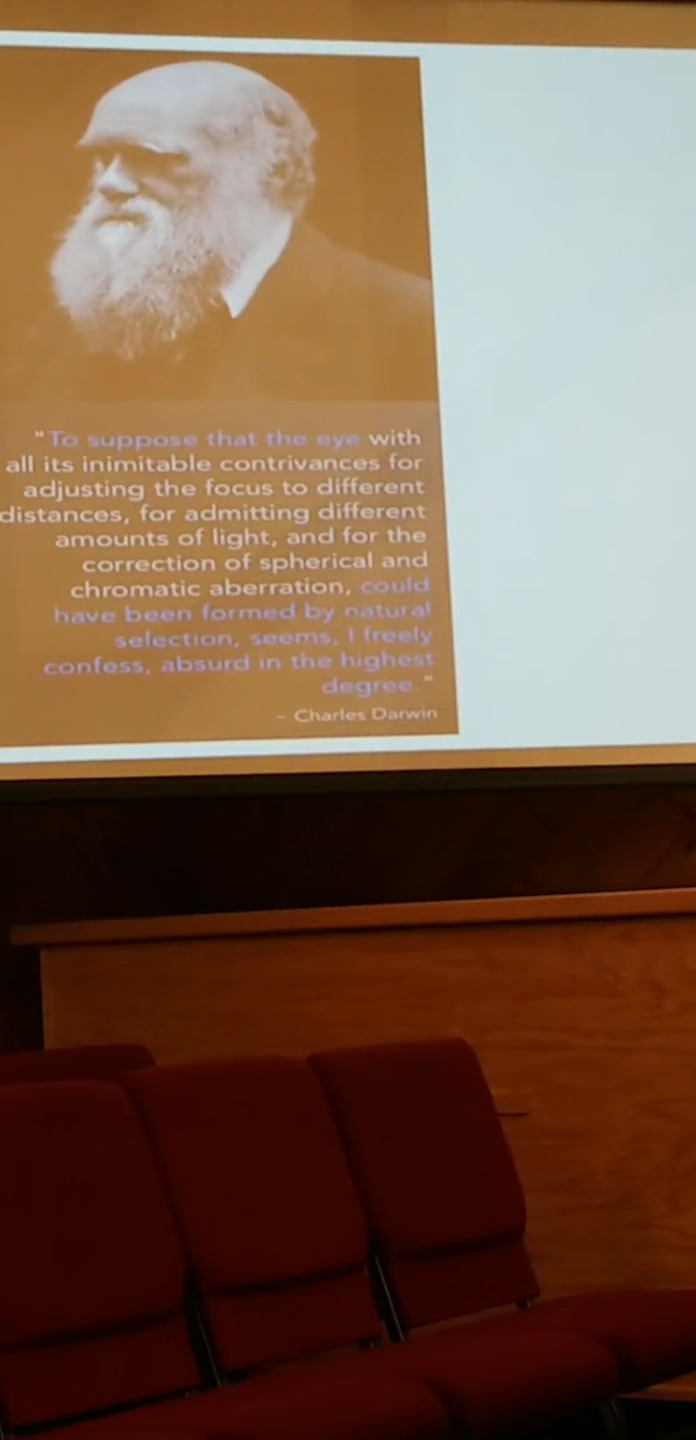 "To suppose that the eye with
all its inimitable contrivances for
adjusting the focus to different
distances, for admitting different
amounts of light, and for the
correction of spherical and
chromatic aberration, could
have been formed by natural
selection, seems, I freely
confess, absurd in the highest
degree."
~ Charles Darwin